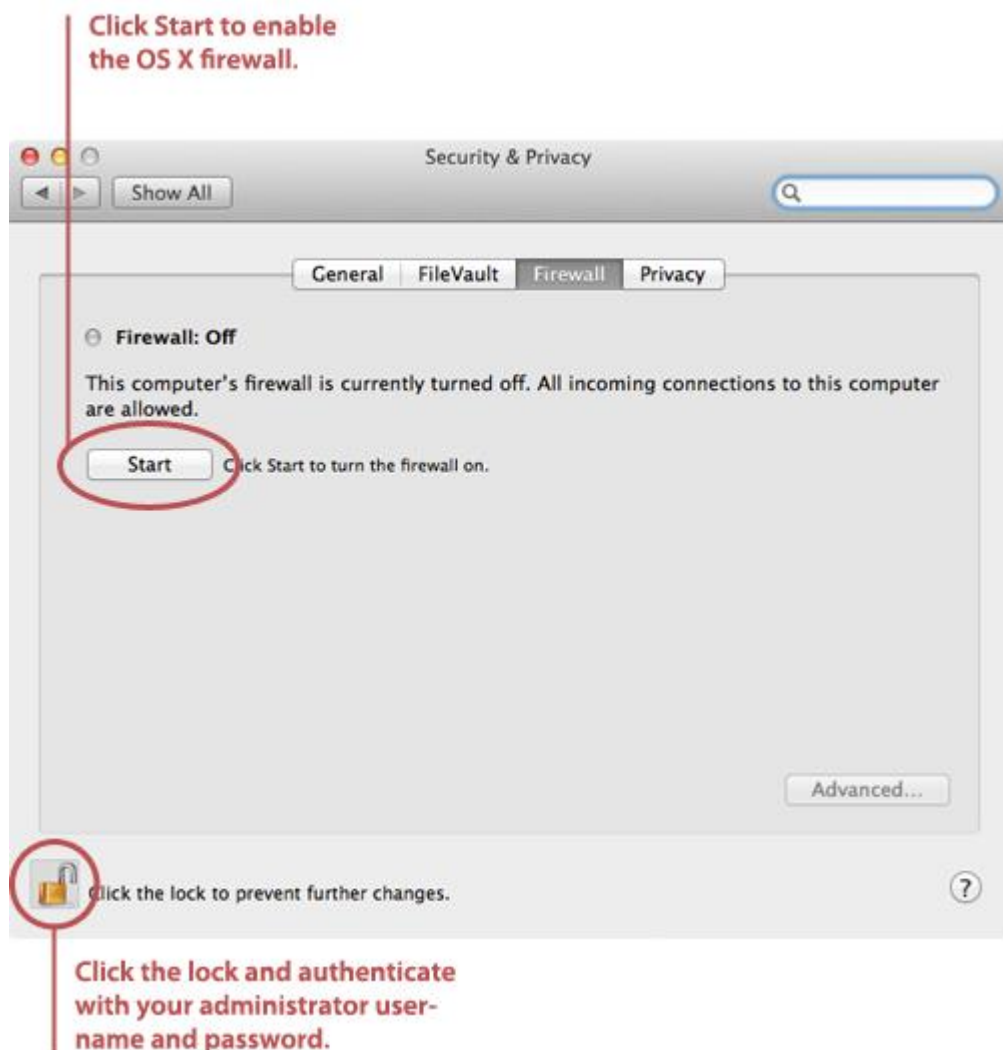 Click Start to enable
the OS X firewall.
Security & Privacy
Show All
General FileVault Firewall Privacy
Firewall: Off
This computer's firewall is currently turned off. All incoming connections to this computer
are allowed.
Start Click Start to turn the firewall on.
Advanced...
Click the lock to prevent further changes.
?
Click the lock and authenticate
with your administrator user-
name and password.